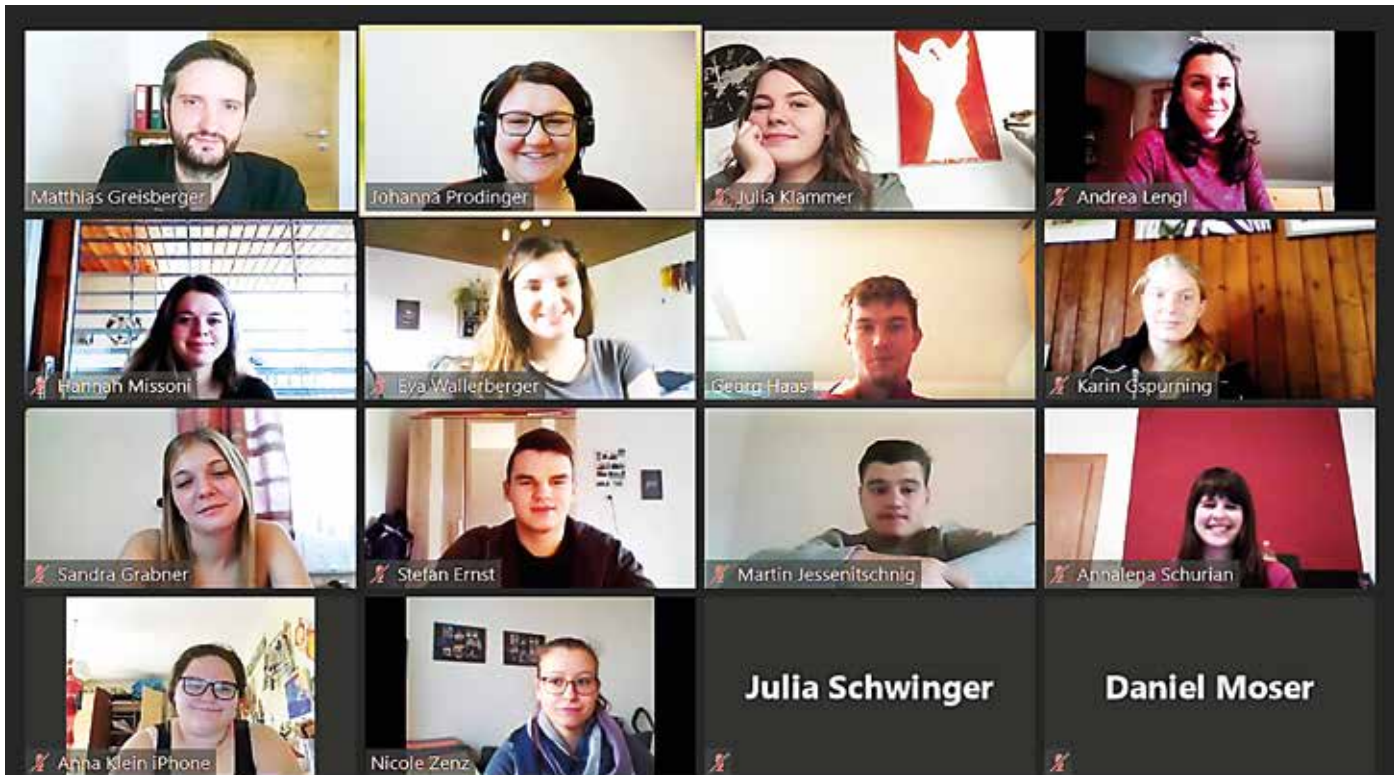 Matthias Greisberger
Johanna Prodinger
Julia Klammer
Andrea Lengl
Hannah Missoni
Eva Wallerberger
Georg Haas
Karin Gspurning
Sandra Grabner
Stefan Ernst
Martin Jessenitschnig
Annalena Schurian
Anna Klein iPhone
Nicole Zenz
Julia Schwinger
Daniel Moser